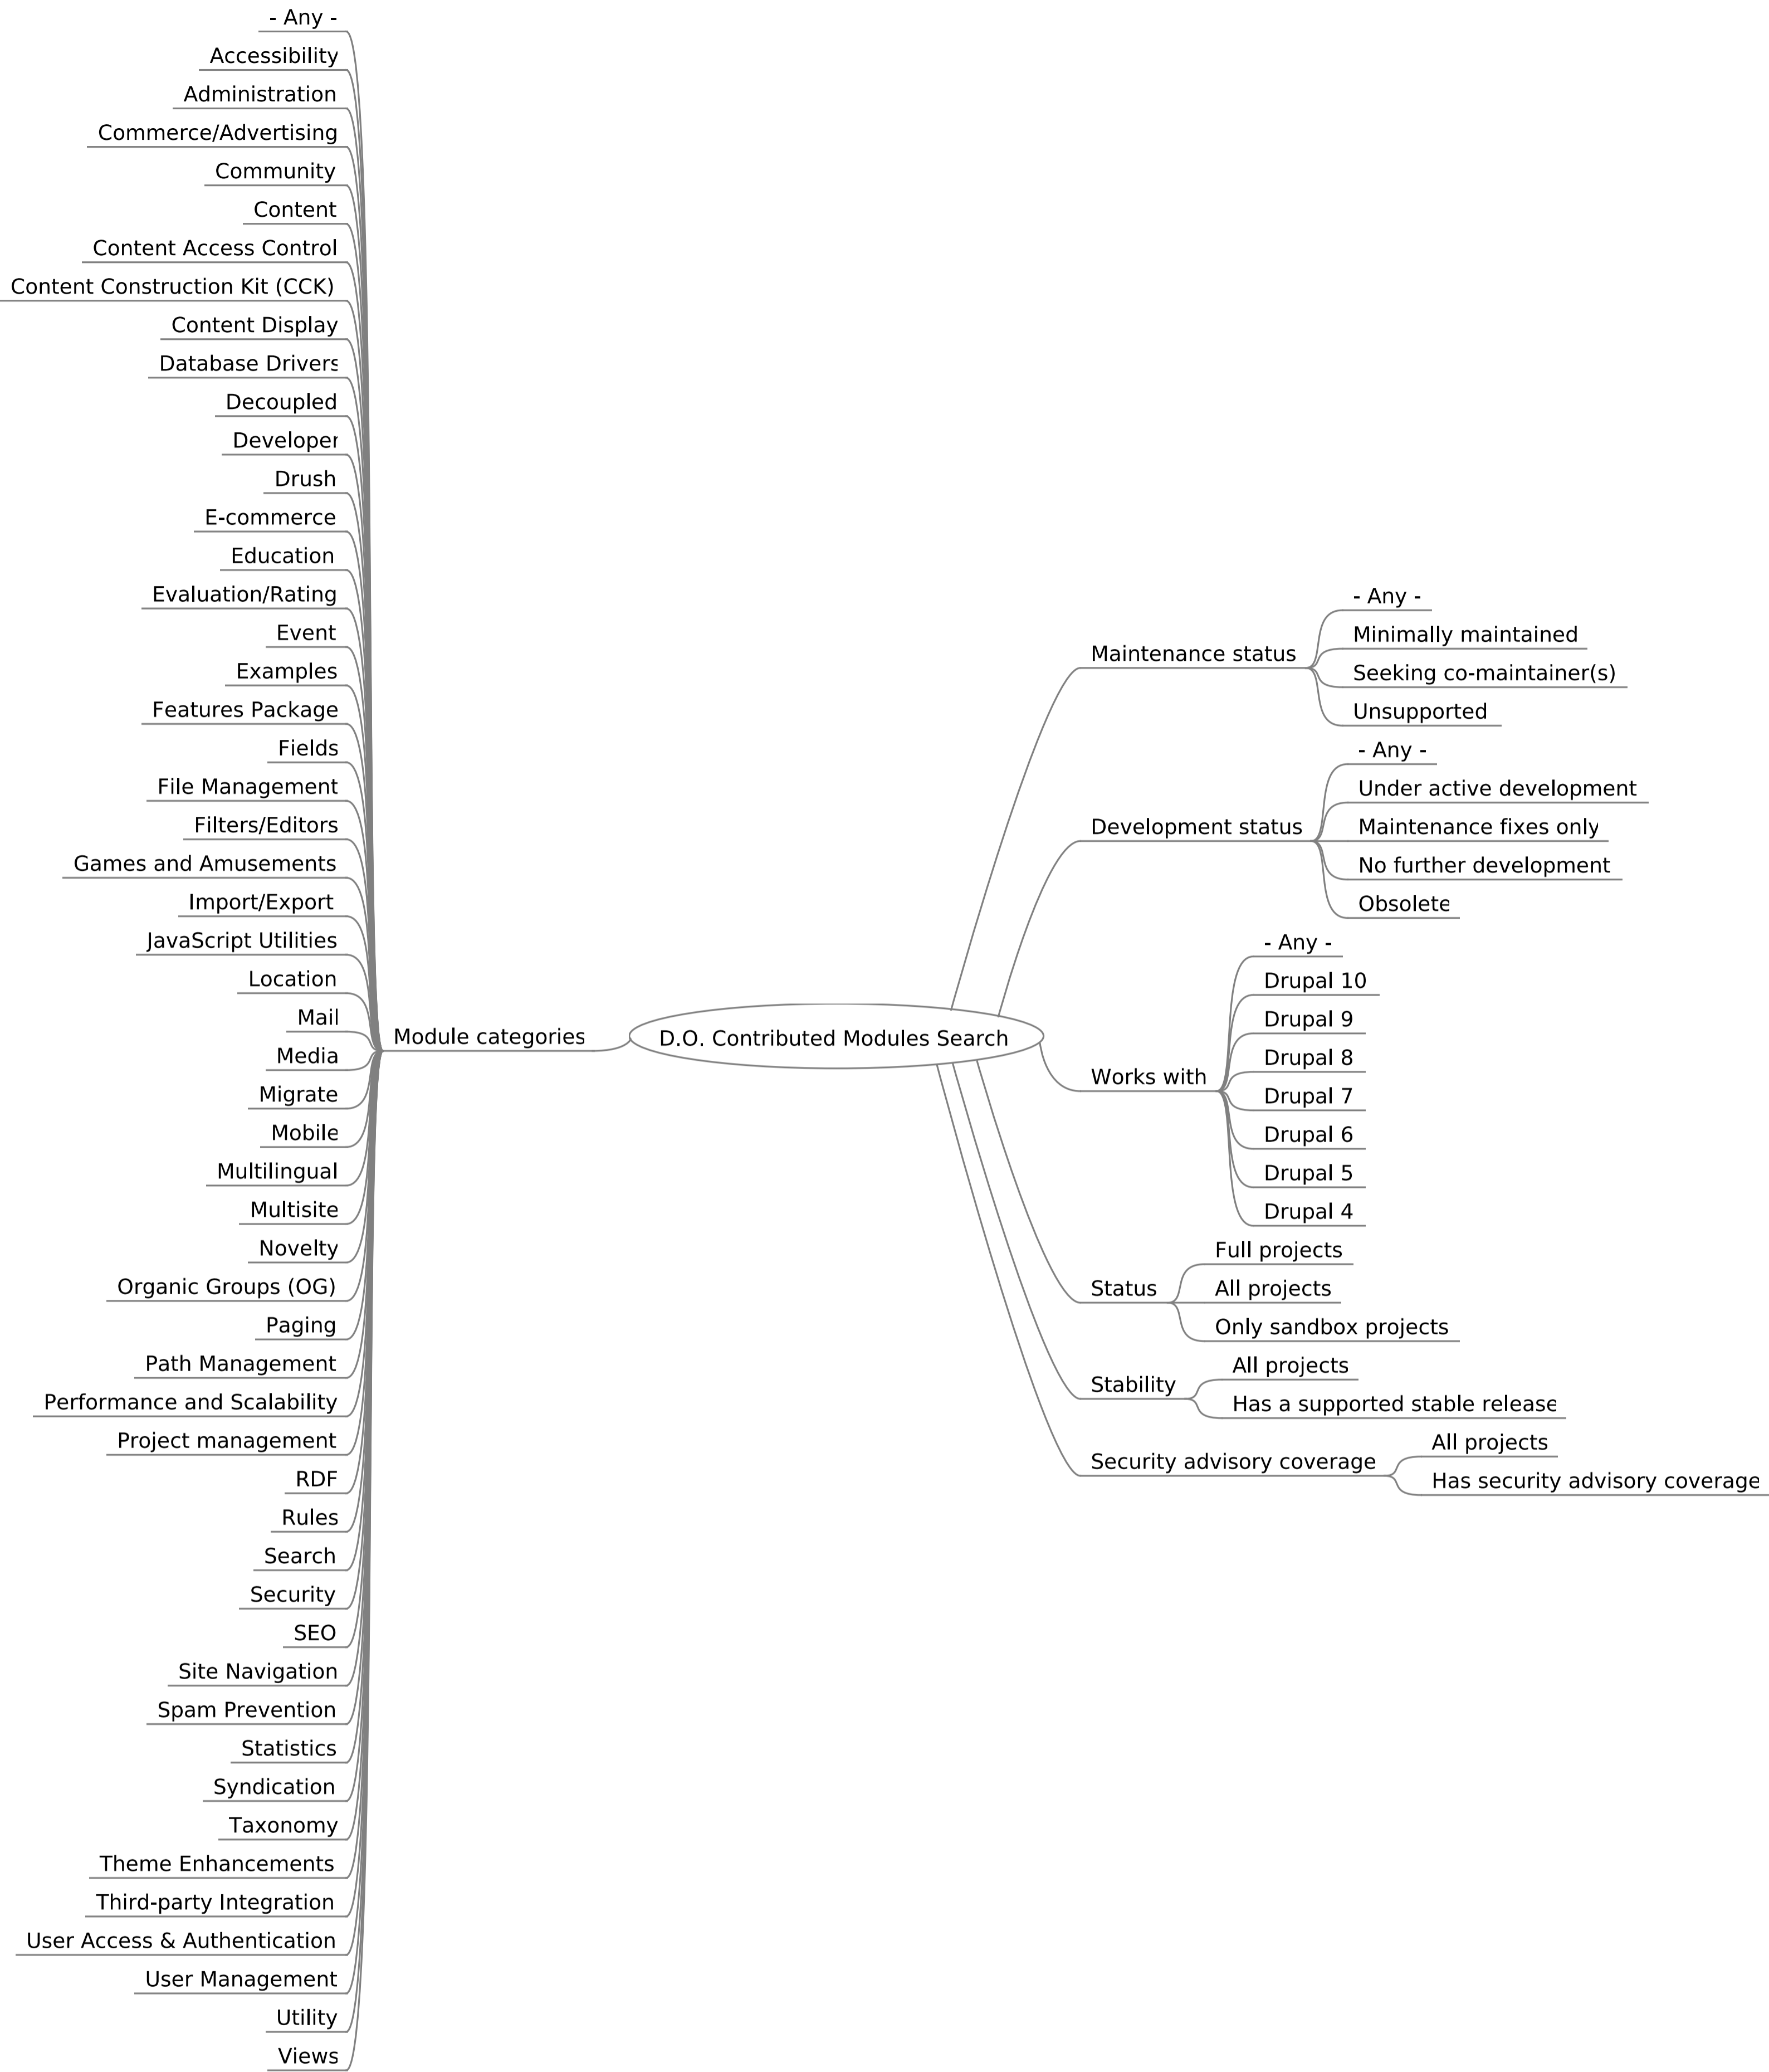 - Any -
Accessibility
Administration
Commerce/Advertising
Community
Content
Content Access Control
Content Construction Kit (CCK)
Content Display
Database Drivers
Decoupled
Developer
Drush
E-commerce
Education
Evaluation/Rating
Event
Examples
Features Package
Fields
File Management
Filters/Editors
Games and Amusements
Import/Export
JavaScript Utilities
Location
Mail
Media
Migrate
Mobile
Multilingual
Multisite
Novelty
Organic Groups (OG)
Paging
Path Management
Performance and Scalability
Project management
RDF
Rules
Search
Security
SEO
Site Navigation
Spam Prevention
Statistics
Syndication
Taxonomy
Theme Enhancements
Third-party Integration
User Access & Authentication
User Management
Utility
Views
Module categories
D.O. Contributed Modules Search
Maintenance status
- Any -
Minimally maintained
Seeking co-maintainer(s)
Unsupported
Development status
- Any -
Under active development
Maintenance fixes only
No further development
Obsolete
Works with
- Any -
Drupal 10
Drupal 9
Drupal 8
Drupal 7
Drupal 6
Drupal 5
Drupal 4
Status
Full projects
All projects
Only sandbox projects
Stability
All projects
Has a supported stable release
Security advisory coverage
All projects
Has security advisory coverage